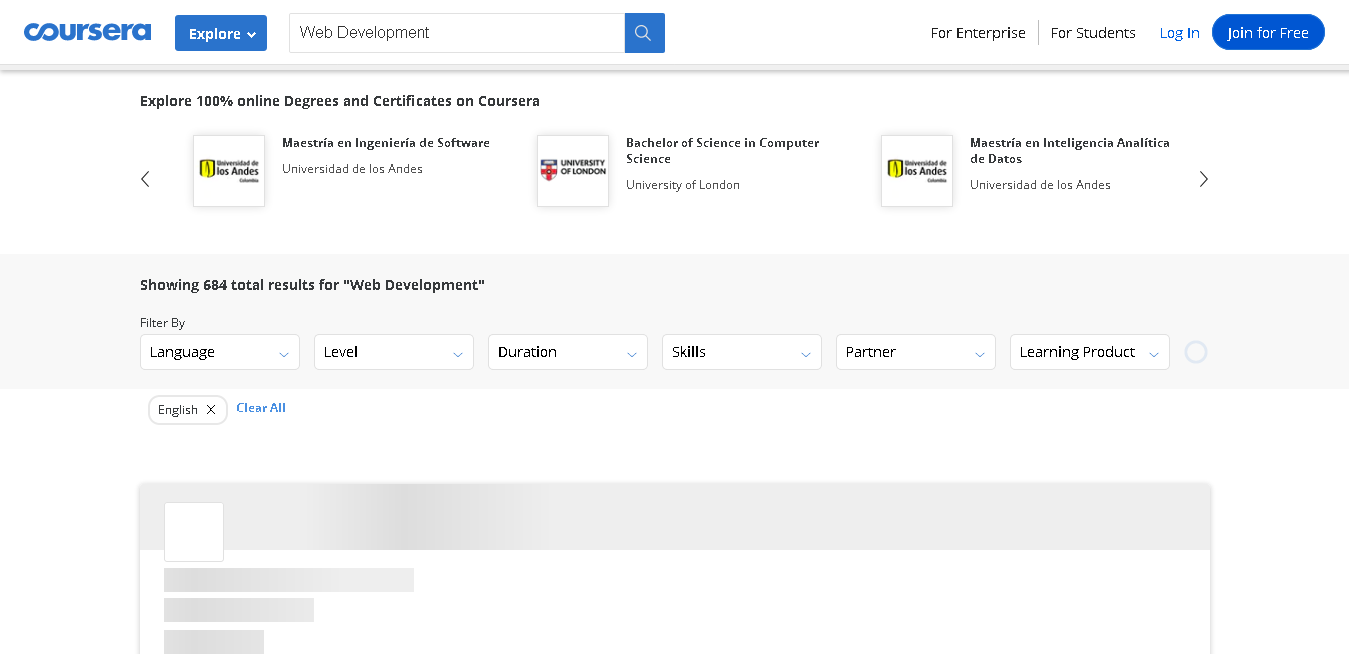 coursera
Explore
Web Development
For Enterprise
For Students
Log In
Join for Free
Explore 100% online Degrees and Certificates on Coursera
Universidad de
los Andes
Colombia
Maestría en Ingeniería de Software
Universidad de los Andes
UNIVERSITY
OF LONDON
Bachelor of Science in Computer
Science
University of London
Universidad de
los Andes
Colombia
Maestría en Inteligencia Analítica
de Datos
Universidad de los Andes
Showing 684 total results for "Web Development"
Filter By
Language
Level
Duration
Skills
Partner
Learning Product
English
Clear All